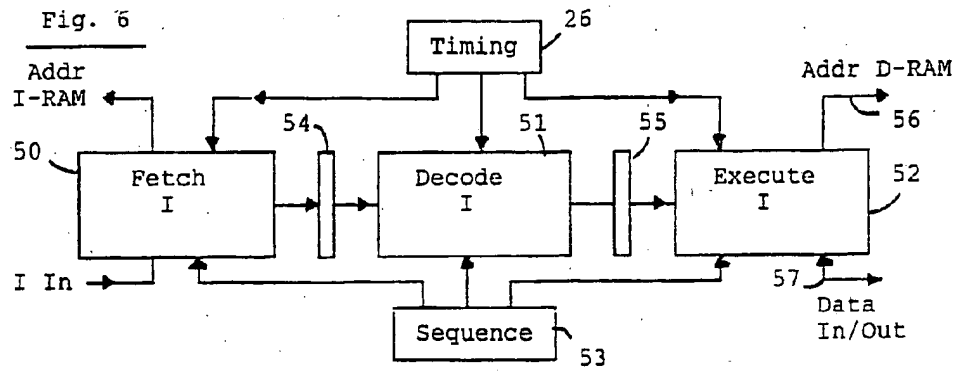 Fig. 6
26
Timing
Addr
I-RAM
Addr D-RAM
56
54
51
55
50
Fetch
I
Decode
I
Execute
I
52
I In
57
Data
In/Out
Sequence
53